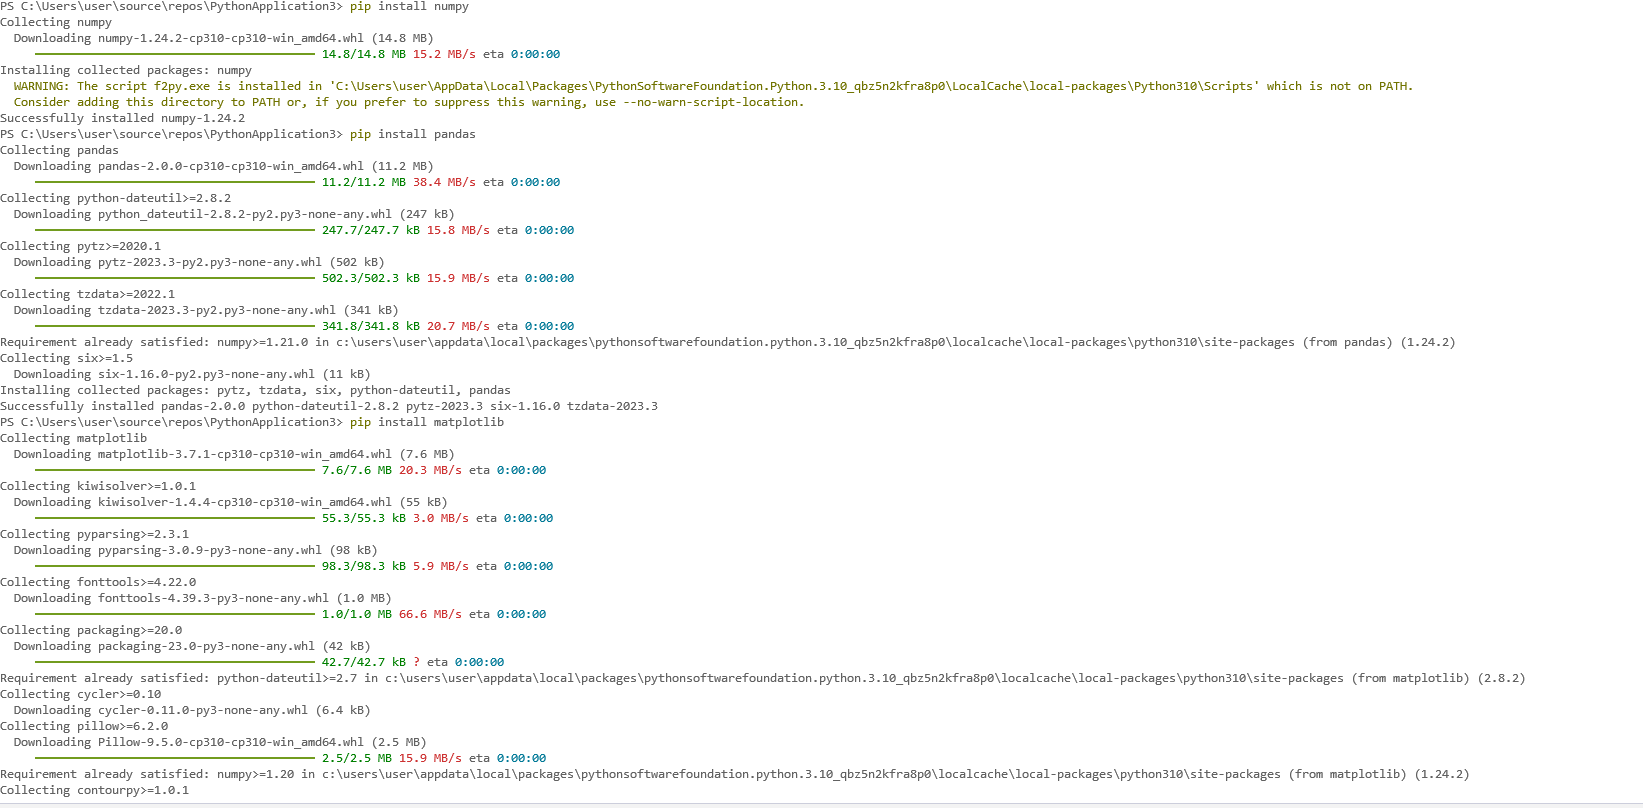 PS C:\Users\user\source\repos\PythonApplication3> pip install numpy
Collecting numpy
  Downloading numpy-1.24.2-cp310-cp310-win_amd64.whl (14.8 MB)
14.8/14.8 MB 15.2 MB/s eta 0:00:00
Installing collected packages: numpy
  WARNING: The script f2py.exe is installed in 'C:\Users\user\AppData\Local\Packages\PythonSoftwareFoundation.Python.3.10_qbz5n2kfra8p0\LocalCache\local-packages\Python310\Scripts' which is not on PATH.
  Consider adding this directory to PATH or, if you prefer to suppress this warning, use --no-warn-script-location.
Successfully installed numpy-1.24.2
PS C:\Users\user\source\repos\PythonApplication3> pip install pandas
Collecting pandas
  Downloading pandas-2.0.0-cp310-cp310-win_amd64.whl (11.2 MB)
11.2/11.2 MB 38.4 MB/s eta 0:00:00
Collecting python-dateutil>=2.8.2
  Downloading python_dateutil-2.8.2-py2.py3-none-any.whl (247 kB)
247.7/247.7 kB 15.8 MB/s eta 0:00:00
Collecting pytz>=2020.1
  Downloading pytz-2023.3-py2.py3-none-any.whl (502 kB)
502.3/502.3 kB 15.9 MB/s eta 0:00:00
Collecting tzdata>=2022.1
  Downloading tzdata-2023.3-py2.py3-none-any.whl (341 kB)
341.8/341.8 kB 20.7 MB/s eta 0:00:00
Requirement already satisfied: numpy>=1.21.0 in c:\users\user\appdata\local\packages\pythonsoftwarefoundation.python.3.10_qbz5n2kfra8p0\localcache\local-packages\python310\site-packages (from pandas) (1.24.2)
Collecting six>=1.5
  Downloading six-1.16.0-py2.py3-none-any.whl (11 kB)
Installing collected packages: pytz, tzdata, six, python-dateutil, pandas
Successfully installed pandas-2.0.0 python-dateutil-2.8.2 pytz-2023.3 six-1.16.0 tzdata-2023.3
PS C:\Users\user\source\repos\PythonApplication3> pip install matplotlib
Collecting matplotlib
  Downloading matplotlib-3.7.1-cp310-cp310-win_amd64.whl (7.6 MB)
7.6/7.6 MB 20.3 MB/s eta 0:00:00
Collecting kiwisolver>=1.0.1
  Downloading kiwisolver-1.4.4-cp310-cp310-win_amd64.whl (55 kB)
55.3/55.3 kB 3.0 MB/s eta 0:00:00
Collecting pyparsing>=2.3.1
  Downloading pyparsing-3.0.9-py3-none-any.whl (98 kB)
98.3/98.3 kB 5.9 MB/s eta 0:00:00
Collecting fonttools>=4.22.0
  Downloading fonttools-4.39.3-py3-none-any.whl (1.0 MB)
1.0/1.0 MB 66.6 MB/s eta 0:00:00
Collecting packaging>=20.0
  Downloading packaging-23.0-py3-none-any.whl (42 kB)
42.7/42.7 kB ? eta 0:00:00
Requirement already satisfied: python-dateutil>=2.7 in c:\users\user\appdata\local\packages\pythonsoftwarefoundation.python.3.10_qbz5n2kfra8p0\localcache\local-packages\python310\site-packages (from matplotlib) (2.8.2)
Collecting cycler>=0.10
  Downloading cycler-0.11.0-py3-none-any.whl (6.4 kB)
Collecting pillow>=6.2.0
  Downloading Pillow-9.5.0-cp310-cp310-win_amd64.whl (2.5 MB)
2.5/2.5 MB 15.9 MB/s eta 0:00:00
Requirement already satisfied: numpy>=1.20 in c:\users\user\appdata\local\packages\pythonsoftwarefoundation.python.3.10_qbz5n2kfra8p0\localcache\local-packages\python310\site-packages (from matplotlib) (1.24.2)
Collecting contourpy>=1.0.1